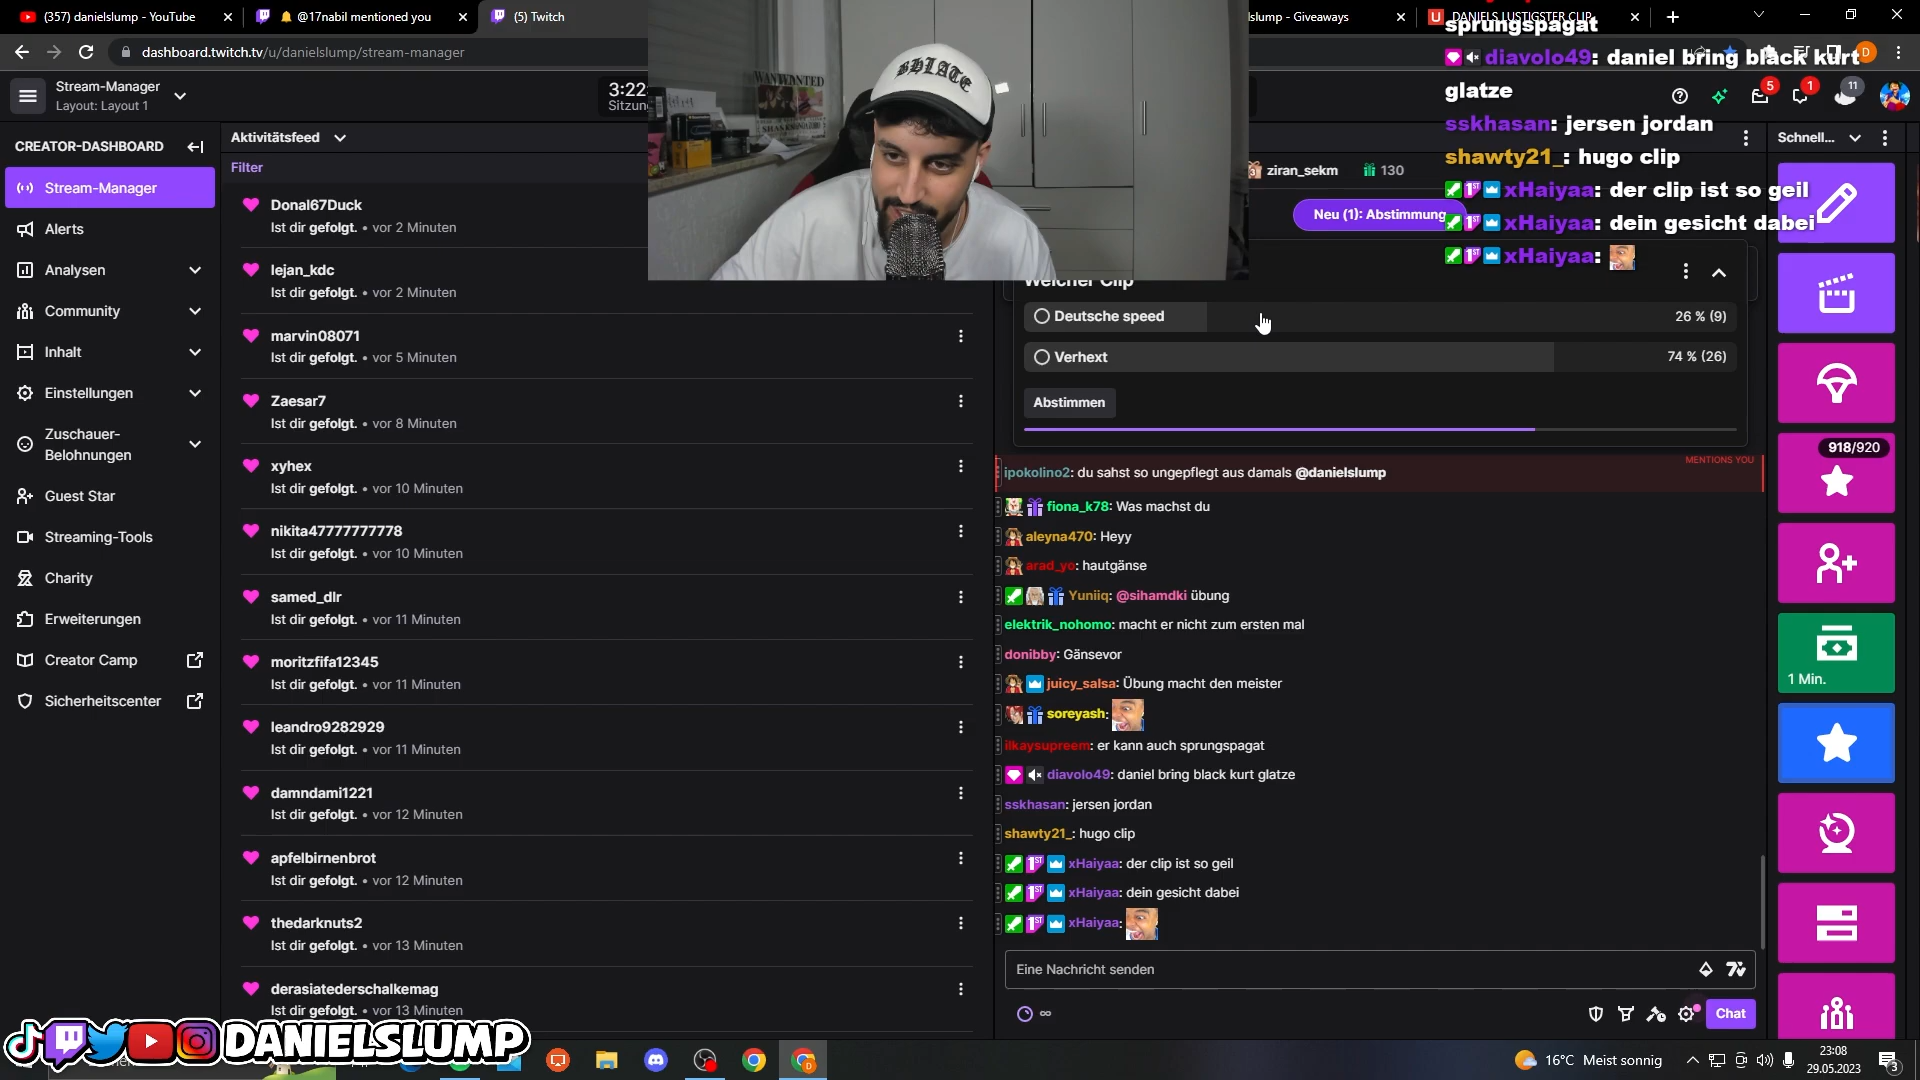 (357) danielslump - YouTube
@17nabil mentioned you
(5) Twitch
lslump - Giveaways
DANIELS LUSTIGSTER CLIP
dashboard.twitch.tv/u/danielslump/stream-manager
Stream-Manager
Layout: Layout 1
3:22
Sitzun
BHLATE
sprungspagat
diavolo49: daniel bring black kurt
glatze
sskhasan: jersen jordan
shawty21_: hugo clip
xHaiyaa: der clip ist so geil
xHaiyaa: dein gesicht dabei
xHaiyaa:
5
1
11
CREATOR-DASHBOARD
Stream-Manager
Alerts
Analysen
Community
Inhalt
Einstellungen
Zuschauer-
Belohnungen
Guest Star
Streaming-Tools
Charity
Erweiterungen
Creator Camp
Sicherheitscenter
Aktivitätsfeed
Filter
Donal67Duck
Ist dir gefolgt. • vor 2 Minuten
lejan_kdc
Ist dir gefolgt. • vor 2 Minuten
marvin08071
Ist dir gefolgt. • vor 5 Minuten
Zaesar7
Ist dir gefolgt. • vor 8 Minuten
xyhex
Ist dir gefolgt. • vor 10 Minuten
nikita47777777778
Ist dir gefolgt. • vor 10 Minuten
samed_dlr
Ist dir gefolgt. • vor 11 Minuten
moritzfifa12345
Ist dir gefolgt. • vor 11 Minuten
leandro9282929
Ist dir gefolgt. • vor 11 Minuten
damndami1221
Ist dir gefolgt. • vor 12 Minuten
apfelbirnenbrot
Ist dir gefolgt. • vor 12 Minuten
thedarknuts2
Ist dir gefolgt. • vor 13 Minuten
derasiatederschalkemag
Ist dir gefolgt. • vor 13 Minuten
ziran_sekm
130
Neu (1): Abstimmung
Welcher Clip
Deutsche speed
26 % (9)
Verhext
74 % (26)
Abstimmen
MENTIONS YOU
ipokolino2: du sahst so ungepflegt aus damals @danielslump
fiona_k78: Was machst du
aleyna470: Heyy
arad_yo: hautgänse
Yuniiq: @sihamdki übung
elektrik_nohomo: macht er nicht zum ersten mal
donibby: Gänsevor
juicy_salsa: Übung macht den meister
soreyash:
ilkaysupreem: er kann auch sprungspagat
diavolo49: daniel bring black kurt glatze
sskhasan: jersen jordan
shawty21_: hugo clip
xHaiyaa: der clip ist so geil
xHaiyaa: dein gesicht dabei
xHaiyaa:
Eine Nachricht senden
Chat
Schnell...
918/920
1 Min.
DANIELSLUMP
16°C Meist sonnig
23:08
29.05.2023
3